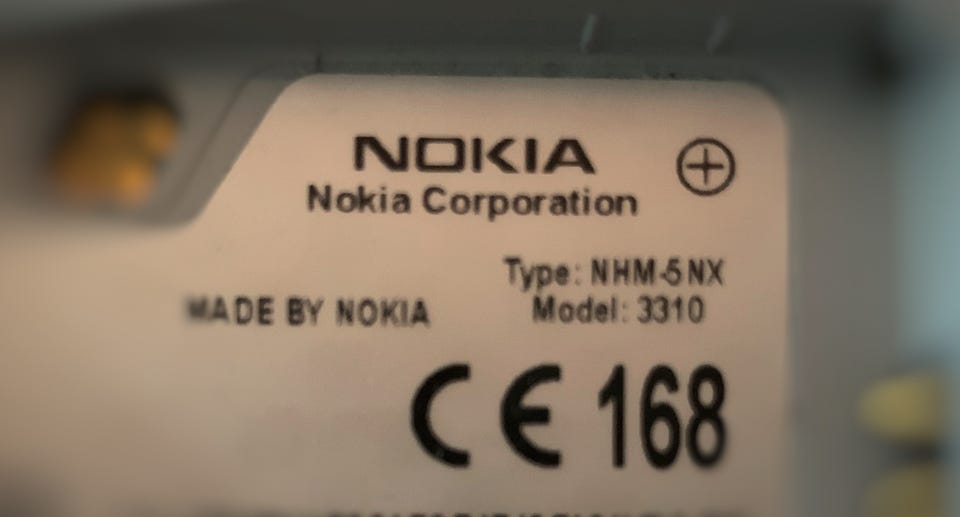 NOKIA
Nokia Corporation
Type: NHM-5NX
MADE BY NOKIA
Model: 3310
CE 168